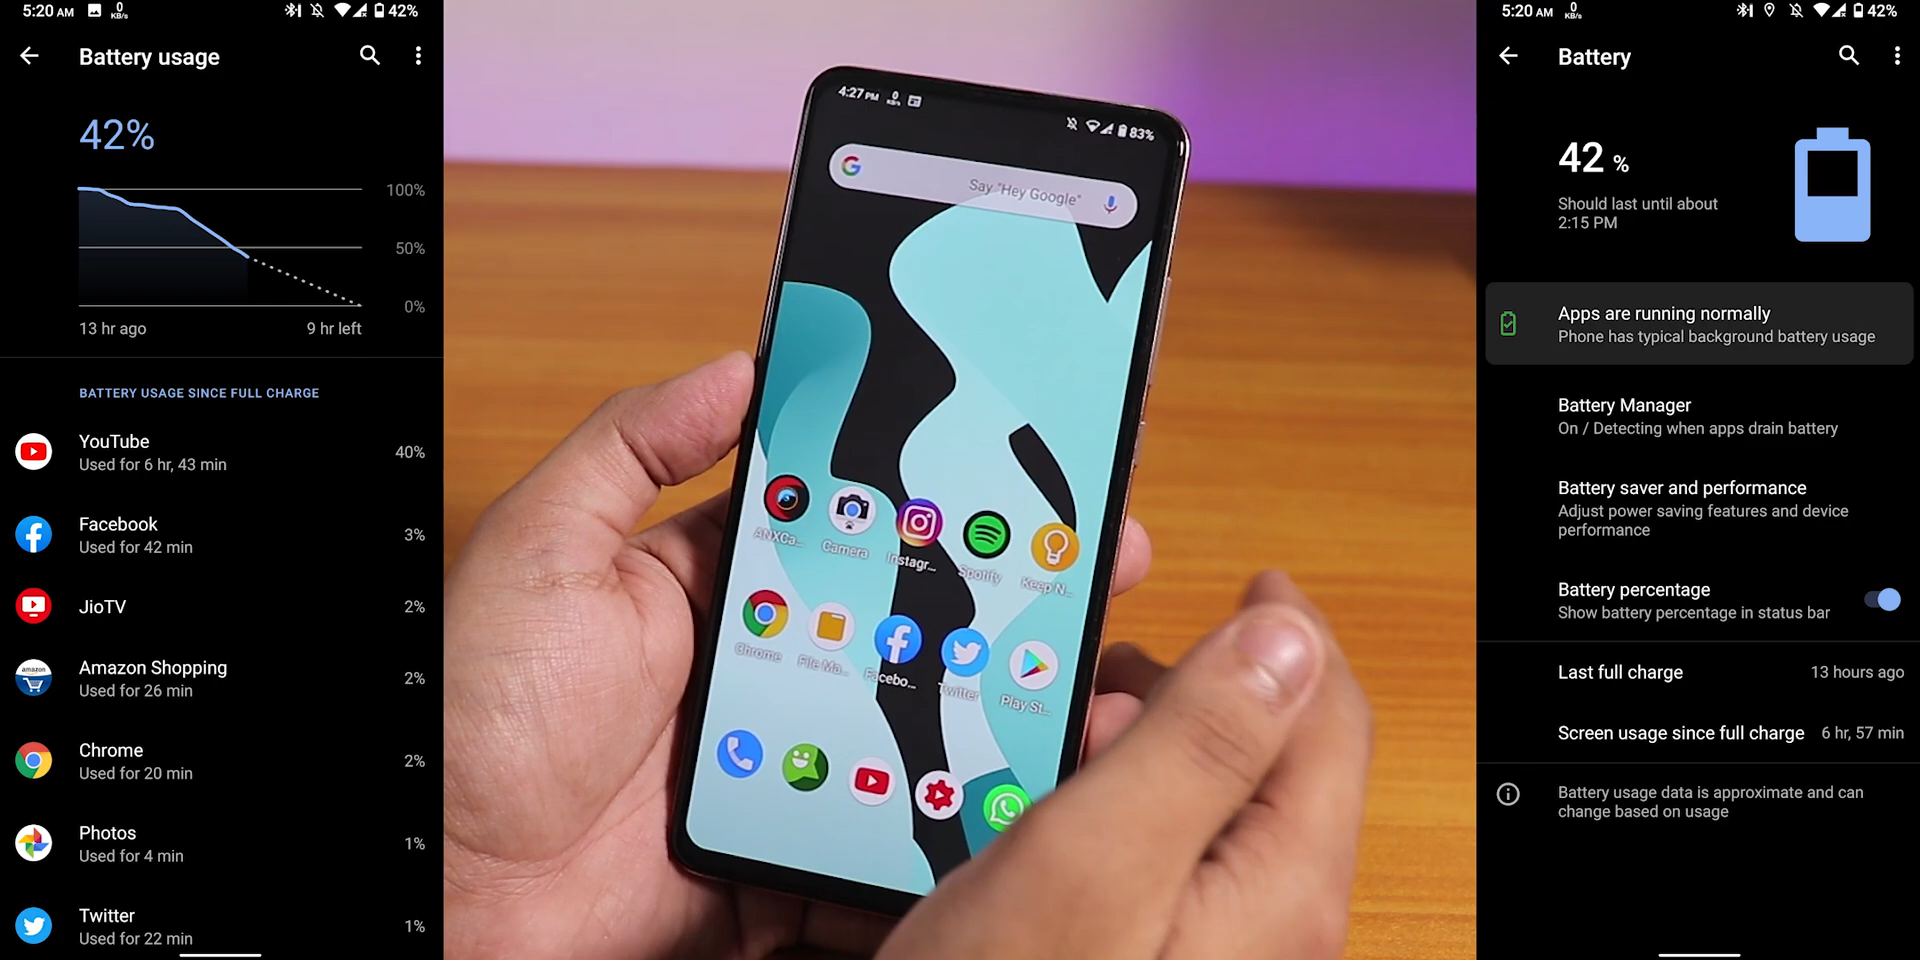 5:20 AM 0 KB/s 42%
Battery usage
42%
100%
50%
0%
13 hr ago 9 hr left
BATTERY USAGE SINCE FULL CHARGE
YouTube
Used for 6 hr, 43 min 40%
Facebook
Used for 42 min 3%
JioTV 2%
Amazon Shopping
Used for 26 min 2%
Chrome
Used for 20 min 2%
Photos
Used for 4 min 1%
Twitter
Used for 22 min 1%
amazon
4:27 PM 0 KB/s 83%
Say "Hey Google"
ANXCa...
Camera
Instagr...
Spotify
Keep N...
Chrome
File Ma...
Facebo...
Twitter
Play St...
5:20 AM 0 KB/s 42%
Battery
42 %
Should last until about
2:15 PM
Apps are running normally
Phone has typical background battery usage
Battery Manager
On / Detecting when apps drain battery
Battery saver and performance
Adjust power saving features and device
performance
Battery percentage
Show battery percentage in status bar
Last full charge 13 hours ago
Screen usage since full charge 6 hr, 57 min
Battery usage data is approximate and can
change based on usage